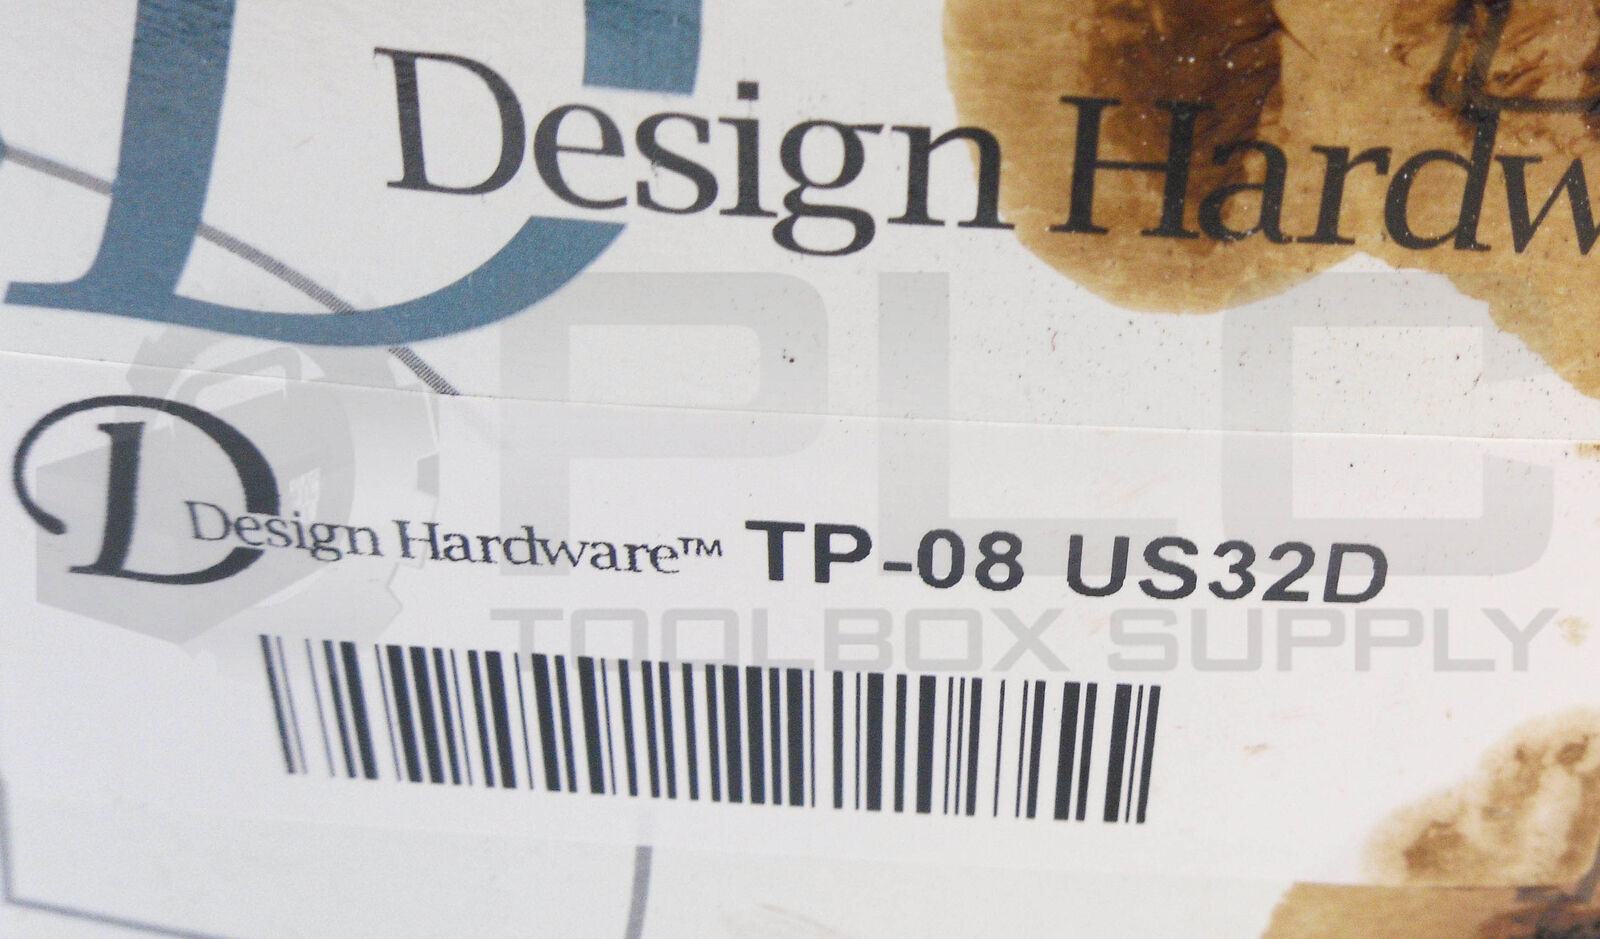 Design Hardw
Design Hardware™ TP-08 US32D
PLC
TOOLBOX SUPPLY